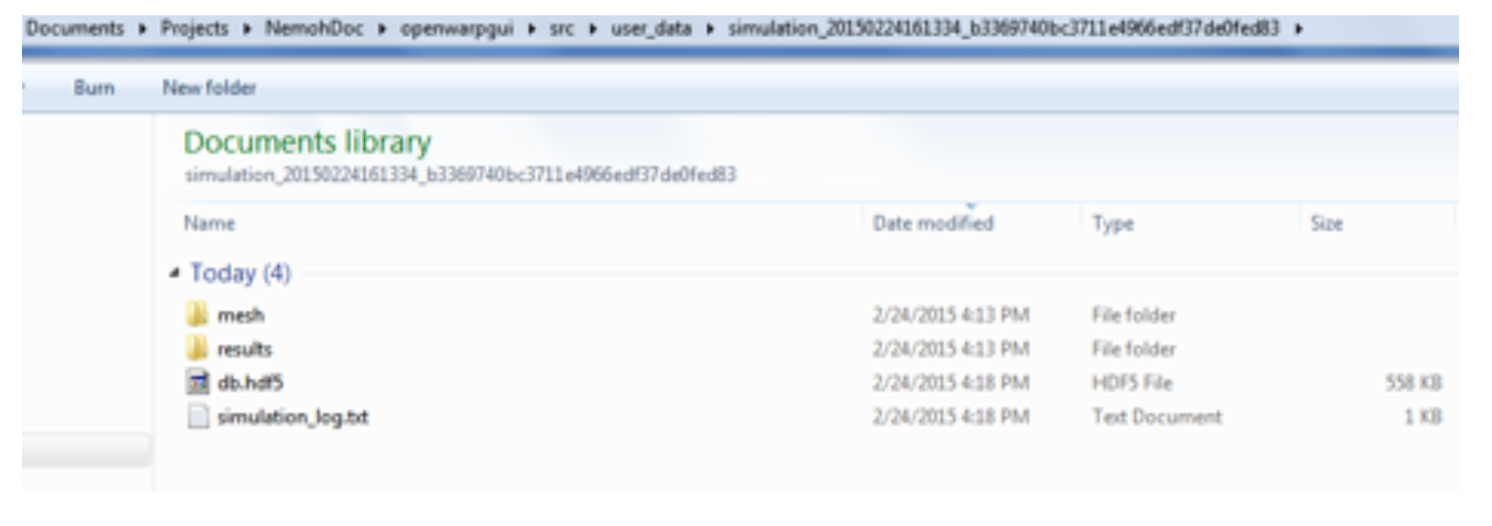 Documents ▸ Projects ▸ NemohDoc ▸ openwarpgui ▸ src ▸ user_data ▸ simulation_20150224161334_b3369740bc3711e4966edf37de0fed83 ▸
Burn New folder
Documents library
simulation_20150224161334_b3369740bc3711e4966edf37de0fed83
Name Date modified Type Size
Today (4)
mesh 2/24/2015 4:13 PM File folder
results 2/24/2015 4:13 PM File folder
db.hdf5 2/24/2015 4:18 PM HDF5 File 558 KB
simulation_log.txt 2/24/2015 4:18 PM Text Document 1 KB